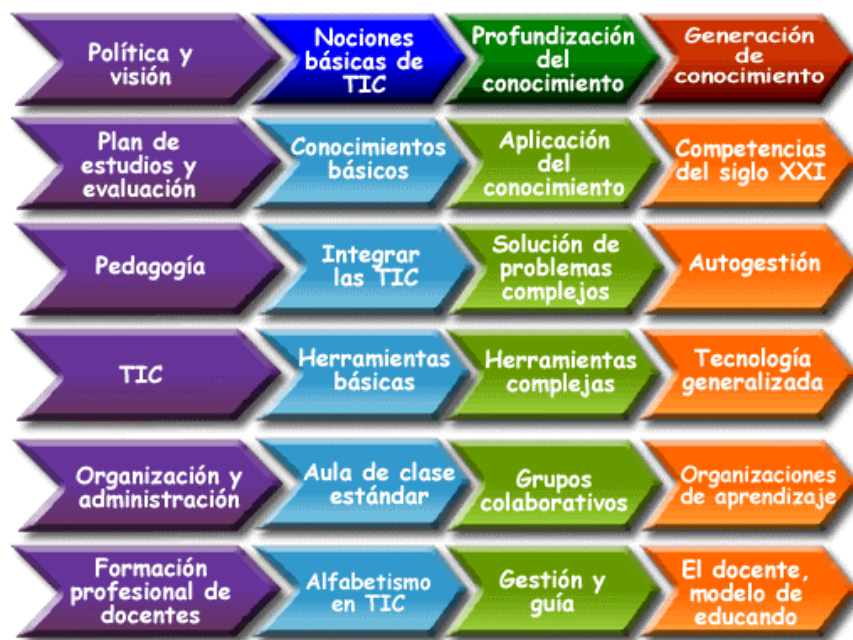 Política y
visión
Nociones
básicas de
TIC
Profundización
del
conocimiento
Generación
de
conocimiento
Plan de
estudios y
evaluación
Conocimientos
básicos
Aplicación
del
conocimiento
Competencias
del siglo XXI
Pedagogía
Integrar
las TIC
Solución de
problemas
complejos
Autogestión
TIC
Herramientas
básicas
Herramientas
complejas
Tecnología
generalizada
Organización y
administración
Aula de clase
estándar
Grupos
colaborativos
Organizaciones
de aprendizaje
Formación
profesional de
docentes
Alfabetismo
en TIC
Gestión y
guía
El docente,
modelo de
educando